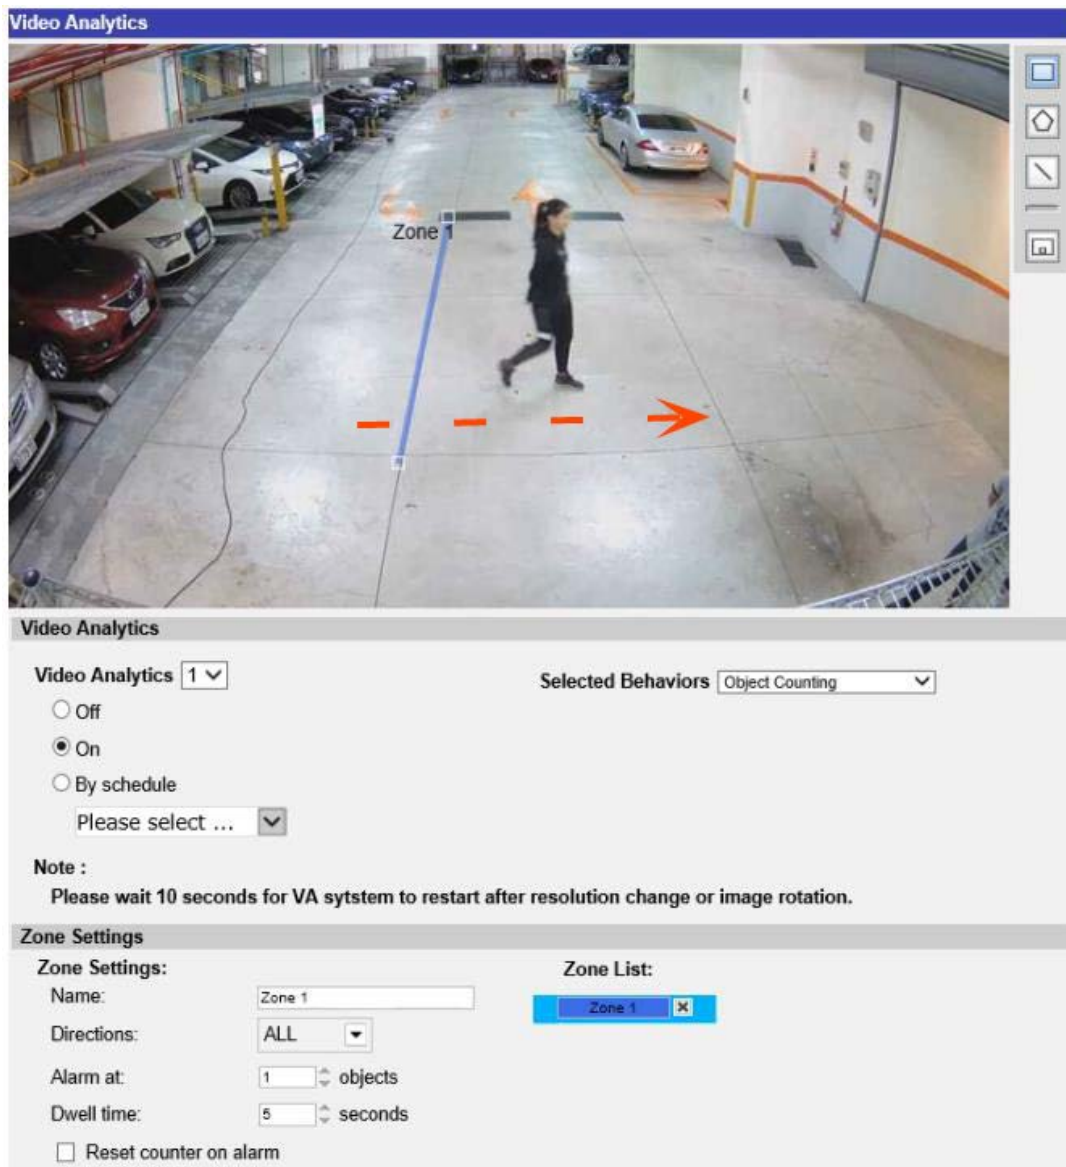 Video Analytics
Zone 1
Video Analytics
Video Analytics 1
Selected Behaviors Object Counting
Off
On
By schedule
Please select ...
Note :
Please wait 10 seconds for VA sytstem to restart after resolution change or image rotation.
Zone Settings
Zone Settings:
Zone List:
Name: Zone 1
Zone 1
Directions: ALL
Alarm at: 1 objects
Dwell time: 5 seconds
Reset counter on alarm